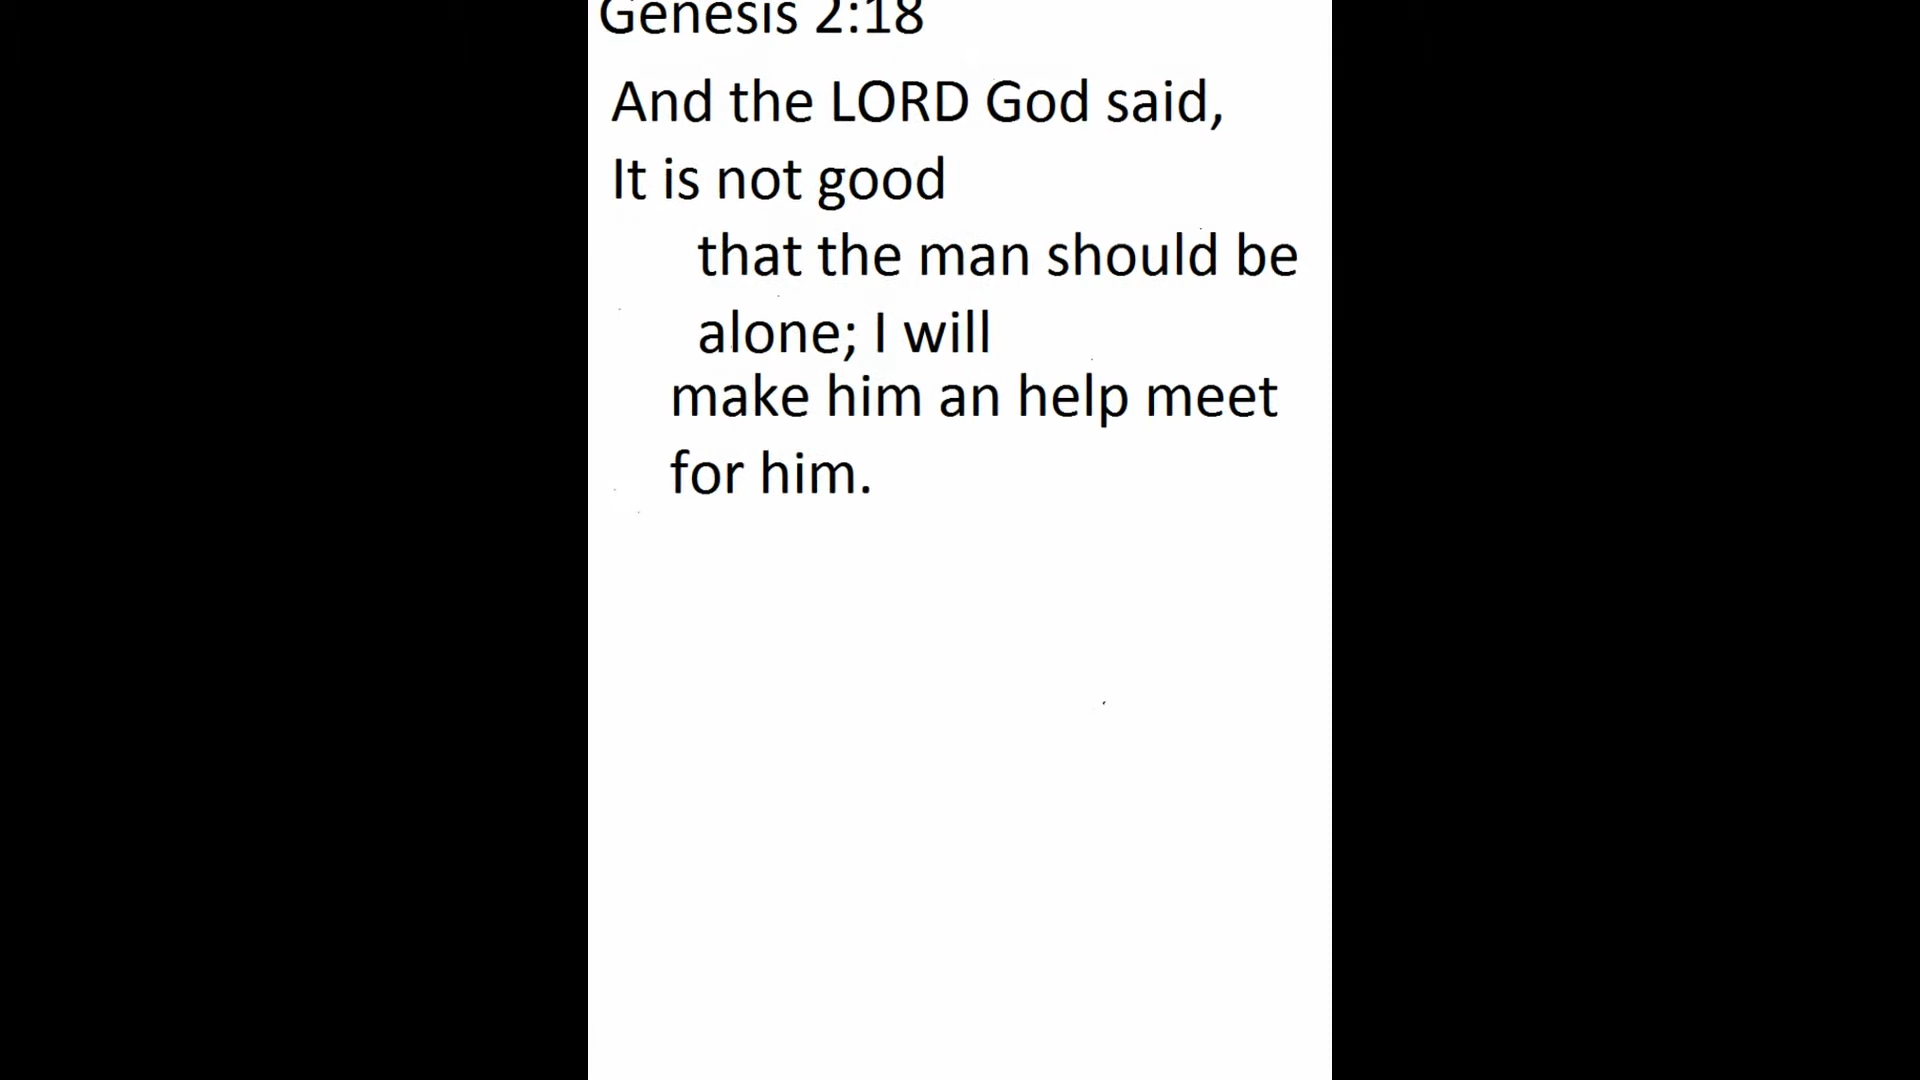 Genesis 2:18
And the LORD God said,
It is not good
that the man should be
alone; I will
make him an help meet
for him.